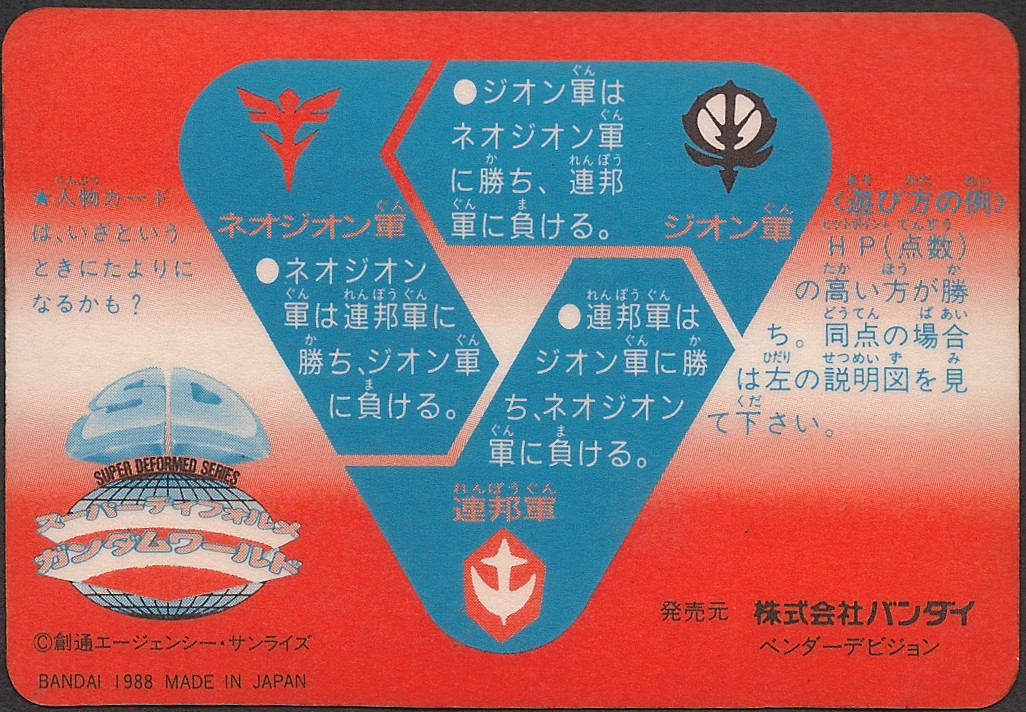 ●ジオン軍は
ネオジオン軍
に勝ち、連邦
軍に負ける。
ジオン軍
ネオジオン軍
●ネオジオン
軍は連邦軍に
勝ち、ジオン軍
に負ける。
●連邦軍は
ジオン軍に勝
ち、ネオジオン
軍に負ける。
連邦軍
★人物カード
は、いざという
ときにたよりに
なるかも?
〈遊び方の例〉
HP(点数)
の高い方が勝
ち。同点の場合
は左の説明図を見
て下さい。
SUPER DEFORMED SERIES
スーパーディフォルメ
ガンダムワールド
©創通エージェンシー・サンライズ
BANDAI 1988 MADE IN JAPAN
発売元 株式会社バンダイ
ベンダーデビジョン